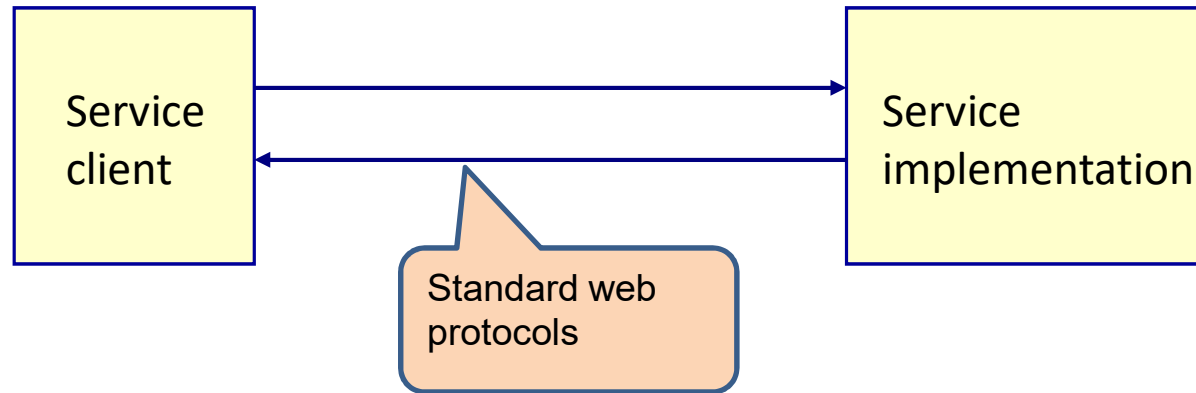 Service
client
Service
implementation
Standard web
protocols